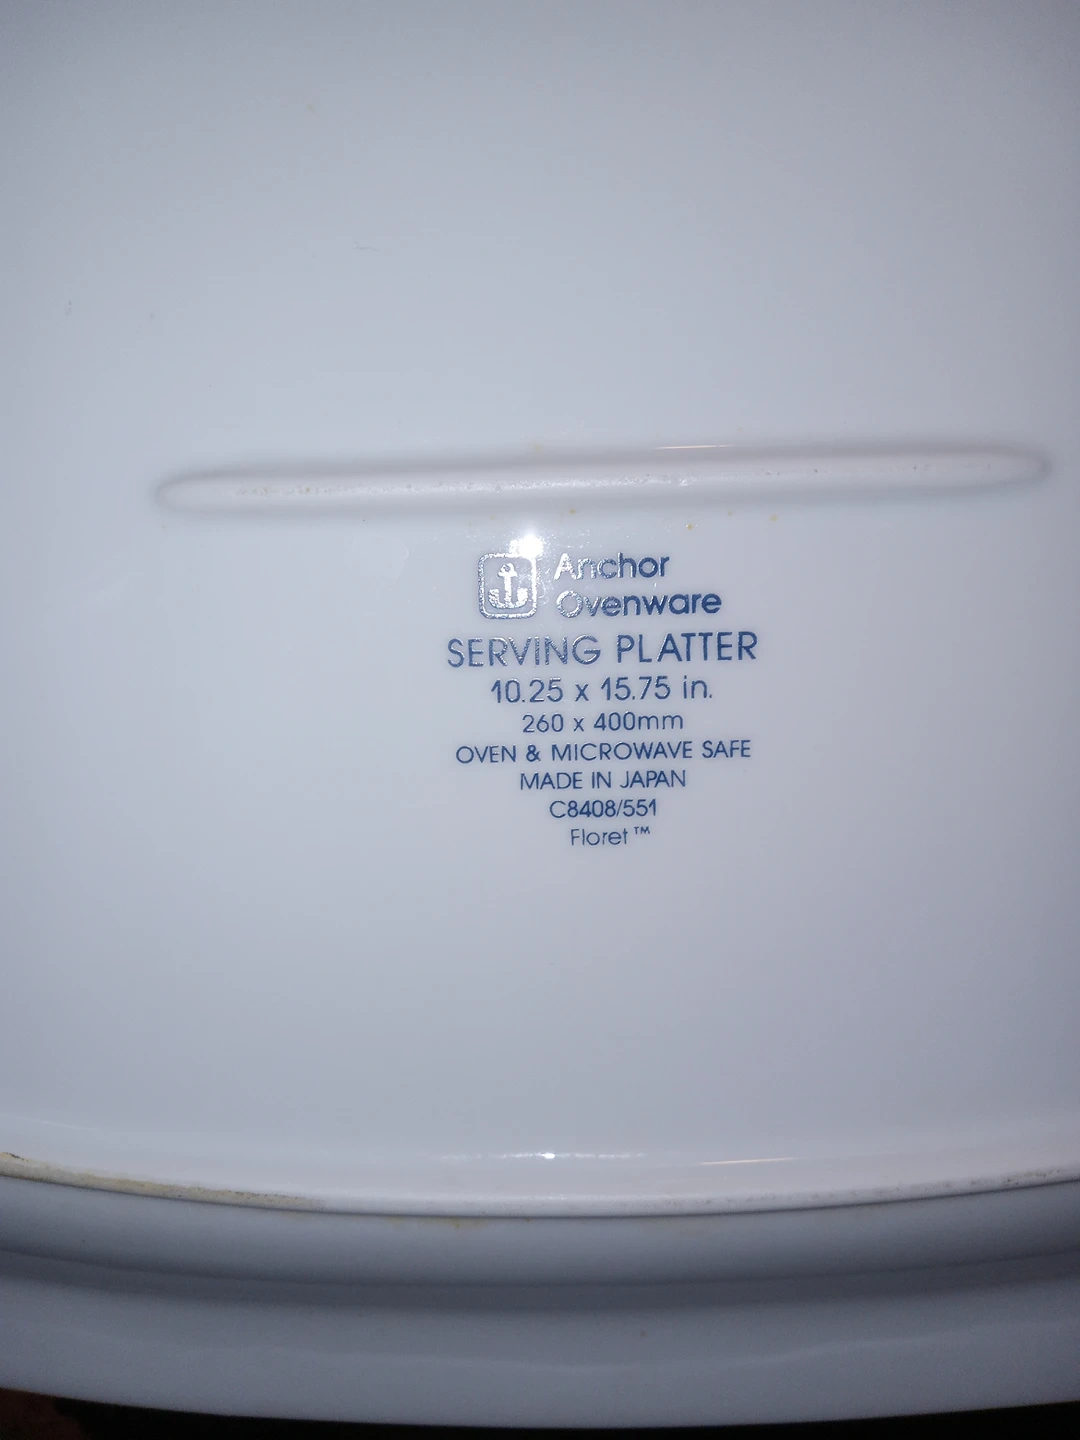 Anchor
Ovenware
SERVING PLATTER
10.25 x 15.75 in.
260 x 400mm
OVEN & MICROWAVE SAFE
MADE IN JAPAN
C8408/551
Floret™